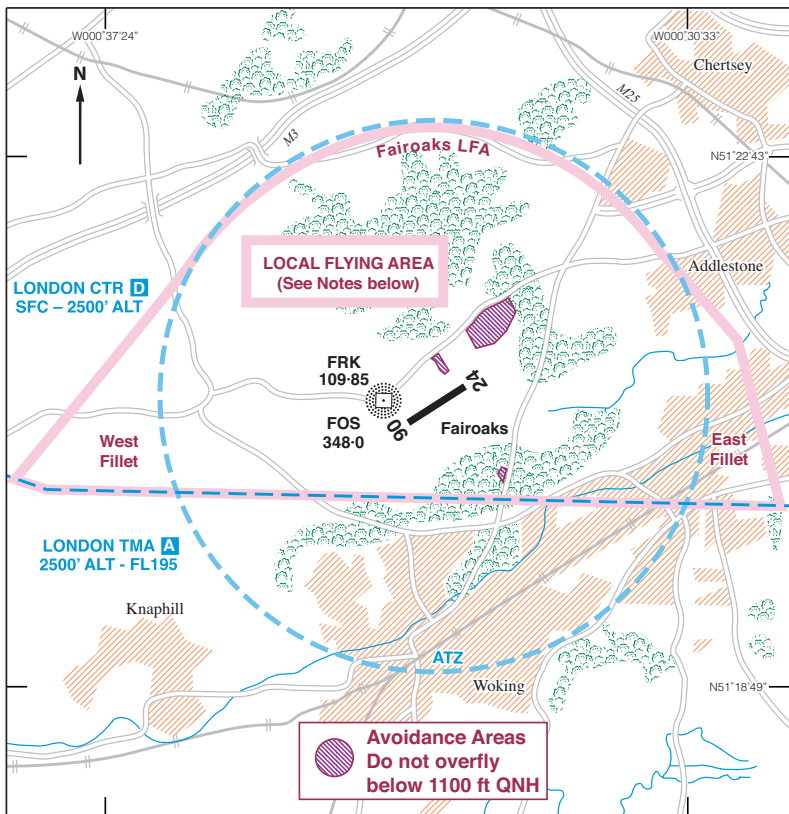 W000°37'24"
W000°30'33"
Chertsey
N
M25
M3
N51°22'43"
Fairoaks LFA
LOCAL FLYING AREA
(See Notes below)
Addlestone
LONDON CTR D
SFC – 2500' ALT
FRK
109·85
24
FOS
348·0
06
Fairoaks
West
Fillet
East
Fillet
LONDON TMA A
2500' ALT - FL195
Knaphill
ATZ
Woking
N51°18'49"
Avoidance Areas
Do not overfly
below 1100 ft QNH